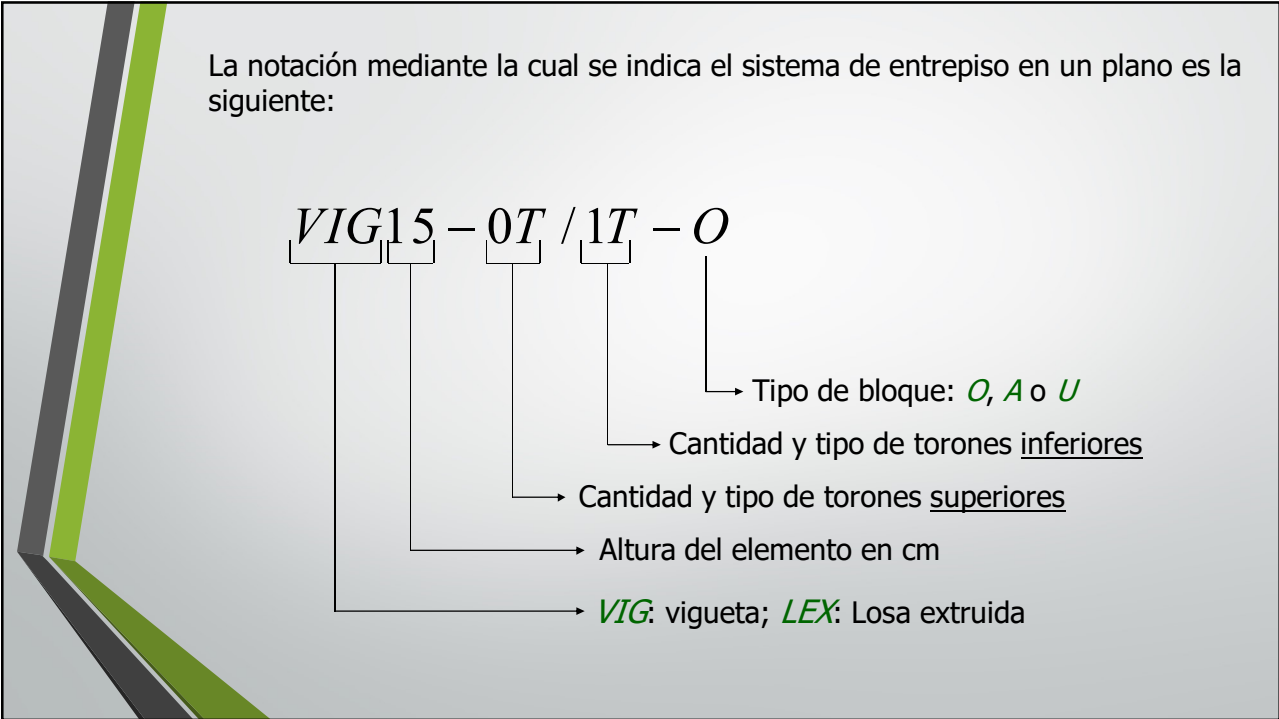 La notación mediante la cual se indica el sistema de entrepiso en un plano es la
siguiente:
VIG15 – 0T / 1T – O
Tipo de bloque: O, A o U
Cantidad y tipo de torones inferiores
Cantidad y tipo de torones superiores
Altura del elemento en cm
VIG: vigueta; LEX: Losa extruida